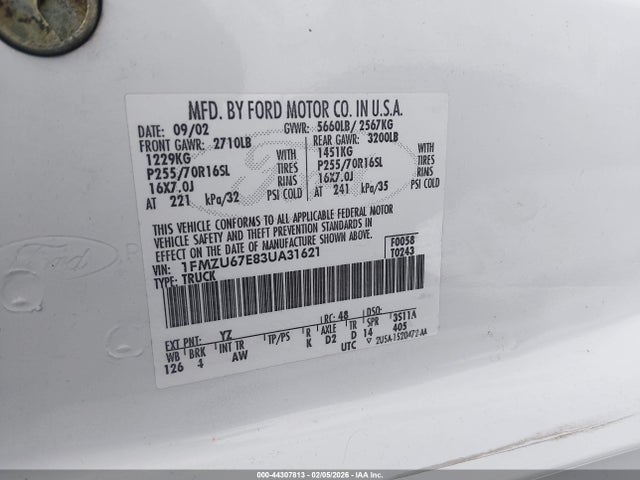 MFD. BY FORD MOTOR CO. IN U.S.A.
DATE: 09/02 GVWR: 5660LB/ 2567KG
FRONT GAWR: 2710LB REAR GAWR: 3200LB
1229KG WITH 1451KG WITH
P255/70R16SL TIRES P255/70R16SL TIRES
16X7.0J RIMS 16X7.0J RIMS
AT 221 kPa/32 PSI COLD AT 241 kPa/35 PSI COLD
THIS VEHICLE CONFORMS TO ALL APPLICABLE FEDERAL MOTOR
VEHICLE SAFETY AND THEFT PREVENTION STANDARDS IN EFFECT
ON THE DATE OF MANUFACTURE SHOWN ABOVE.
VIN: 1FMZU67E83UA31621 F0058
TYPE: TRUCK T0243
EXT PNT: YZ RC: 48 DSO:
WB BRK INT TR TP/PS R K AXLE TR SPR 3S11A
126 4 AW D2 D 14 405
UTC ▽ 2U5A-1520472-AA
Ford
000-44307813 - 02/05/2026 - IAAI.COM